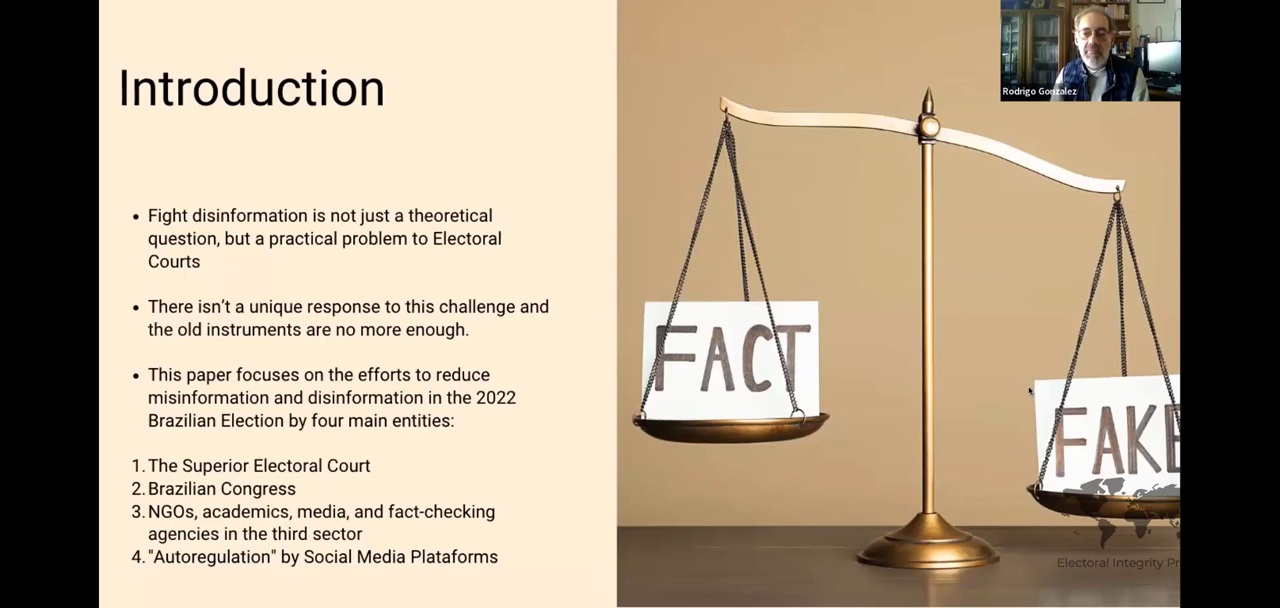 Introduction
• Fight disinformation is not just a theoretical
question, but a practical problem to Electoral
Courts
• There isn't a unique response to this challenge and
the old instruments are no more enough.
• This paper focuses on the efforts to reduce
misinformation and disinformation in the 2022
Brazilian Election by four main entities:
1. The Superior Electoral Court
2. Brazilian Congress
3. NGOs, academics, media, and fact-checking
agencies in the third sector
4. "Autoregulation" by Social Media Plataforms
FACT
FAKE
Electoral Integrity Pr
Rodrigo Gonzalez